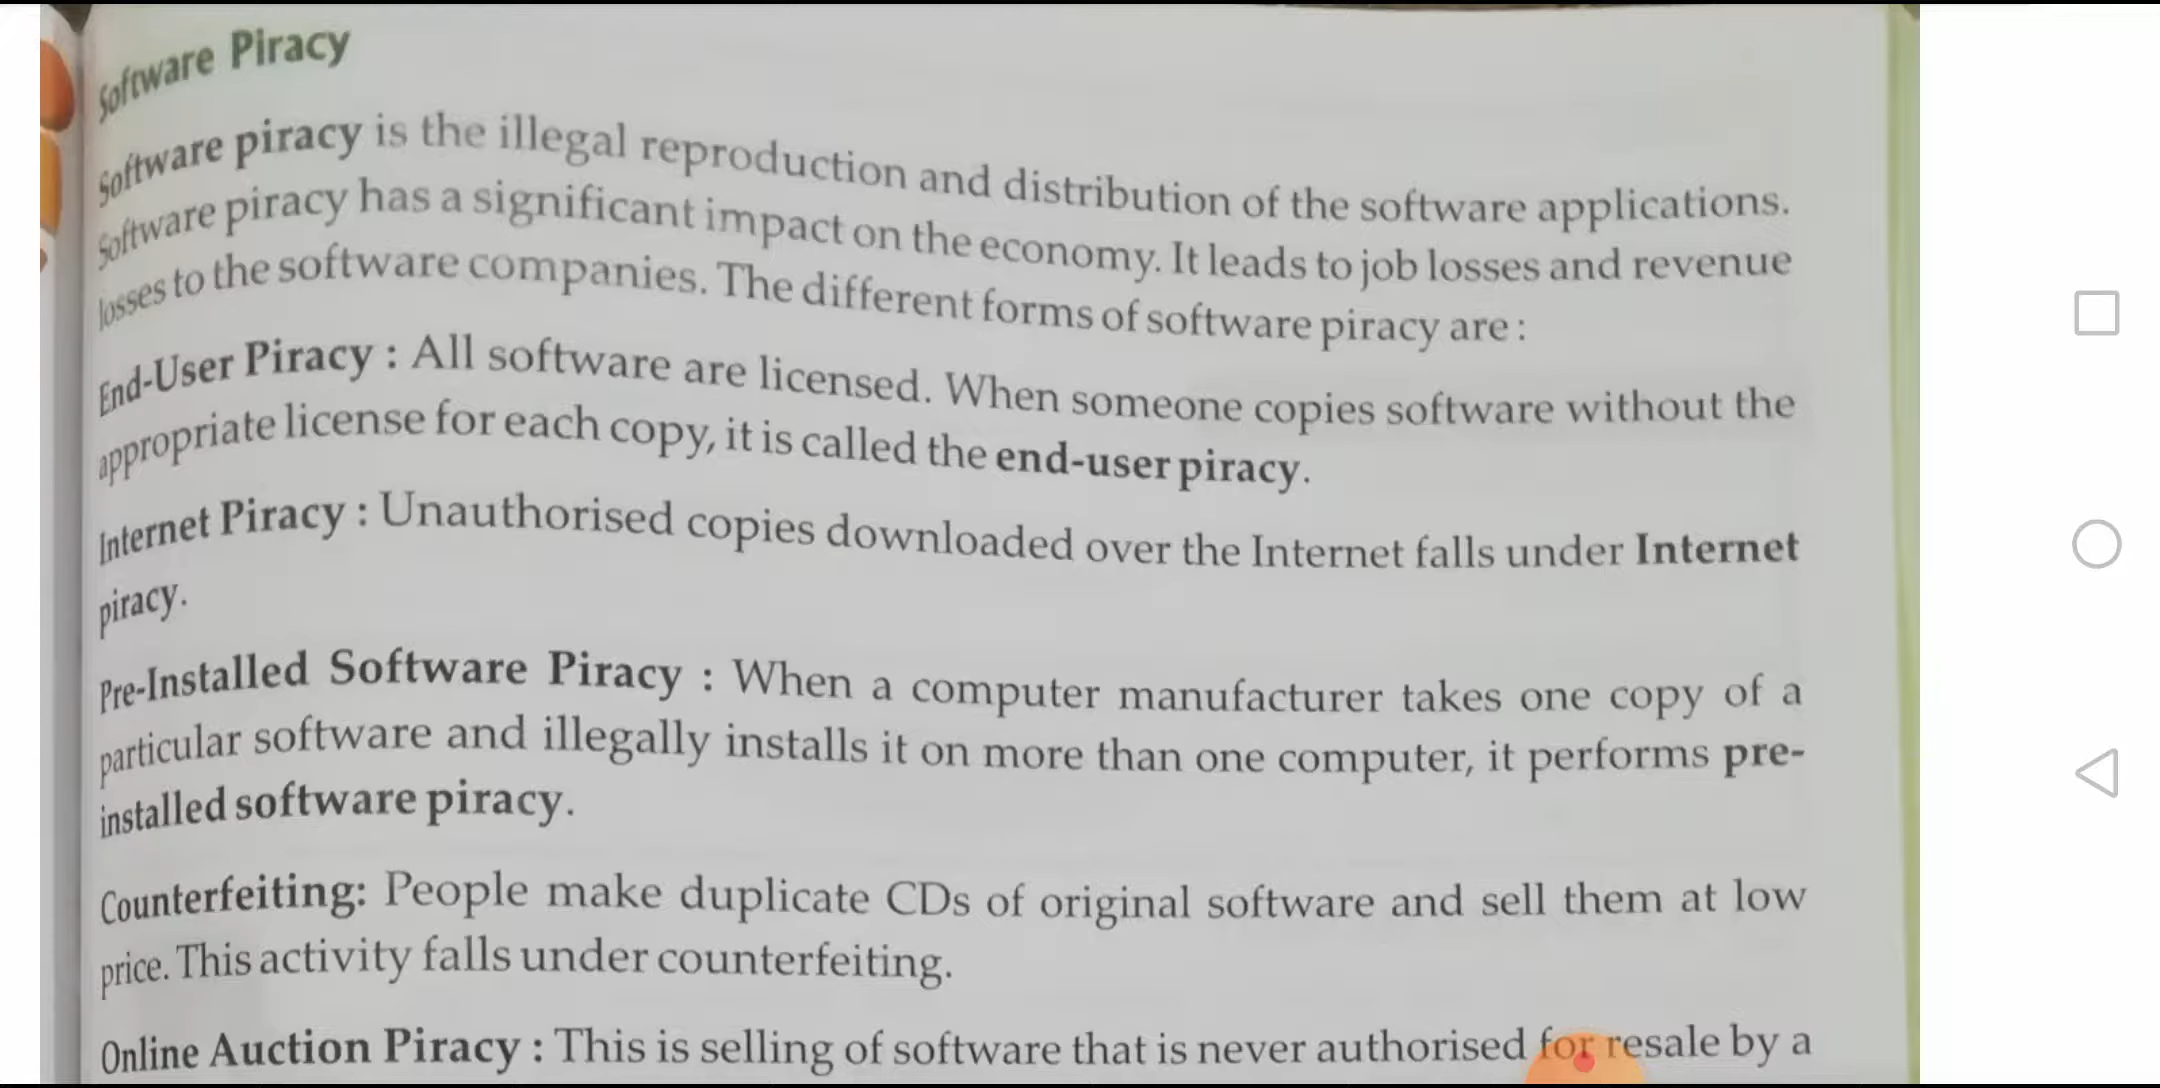 Software Piracy
Software piracy is the illegal reproduction and distribution of the software applications.
Software piracy has a significant impact on the economy. It leads to job losses and revenue
losses to the software companies. The different forms of software piracy are :
End-User Piracy : All software are licensed. When someone copies software without the
appropriate license for each copy, it is called the end-user piracy.
Internet Piracy : Unauthorised copies downloaded over the Internet falls under Internet
piracy.
Pre-Installed Software Piracy : When a computer manufacturer takes one copy of a
particular software and illegally installs it on more than one computer, it performs pre-
installed software piracy.
Counterfeiting: People make duplicate CDs of original software and sell them at low
price. This activity falls under counterfeiting.
Online Auction Piracy : This is selling of software that is never authorised for resale by a